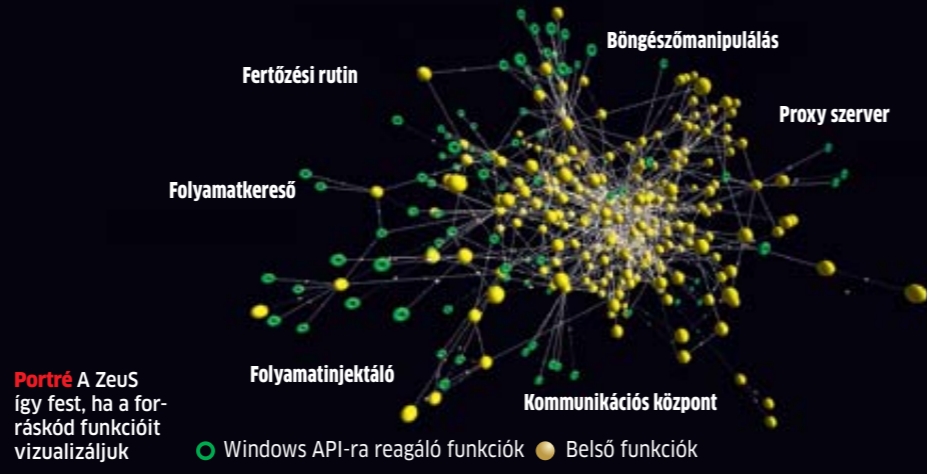 Böngészőmanipulálás
Fertőzési rutin
Proxy szerver
Folyamatkereső
Folyamatinjektáló
Kommunikációs központ
Portré A ZeuS
így fest, ha a for-
ráskód funkcióit
vizualizáljuk
Windows API-ra reagáló funkciók
Belső funkciók